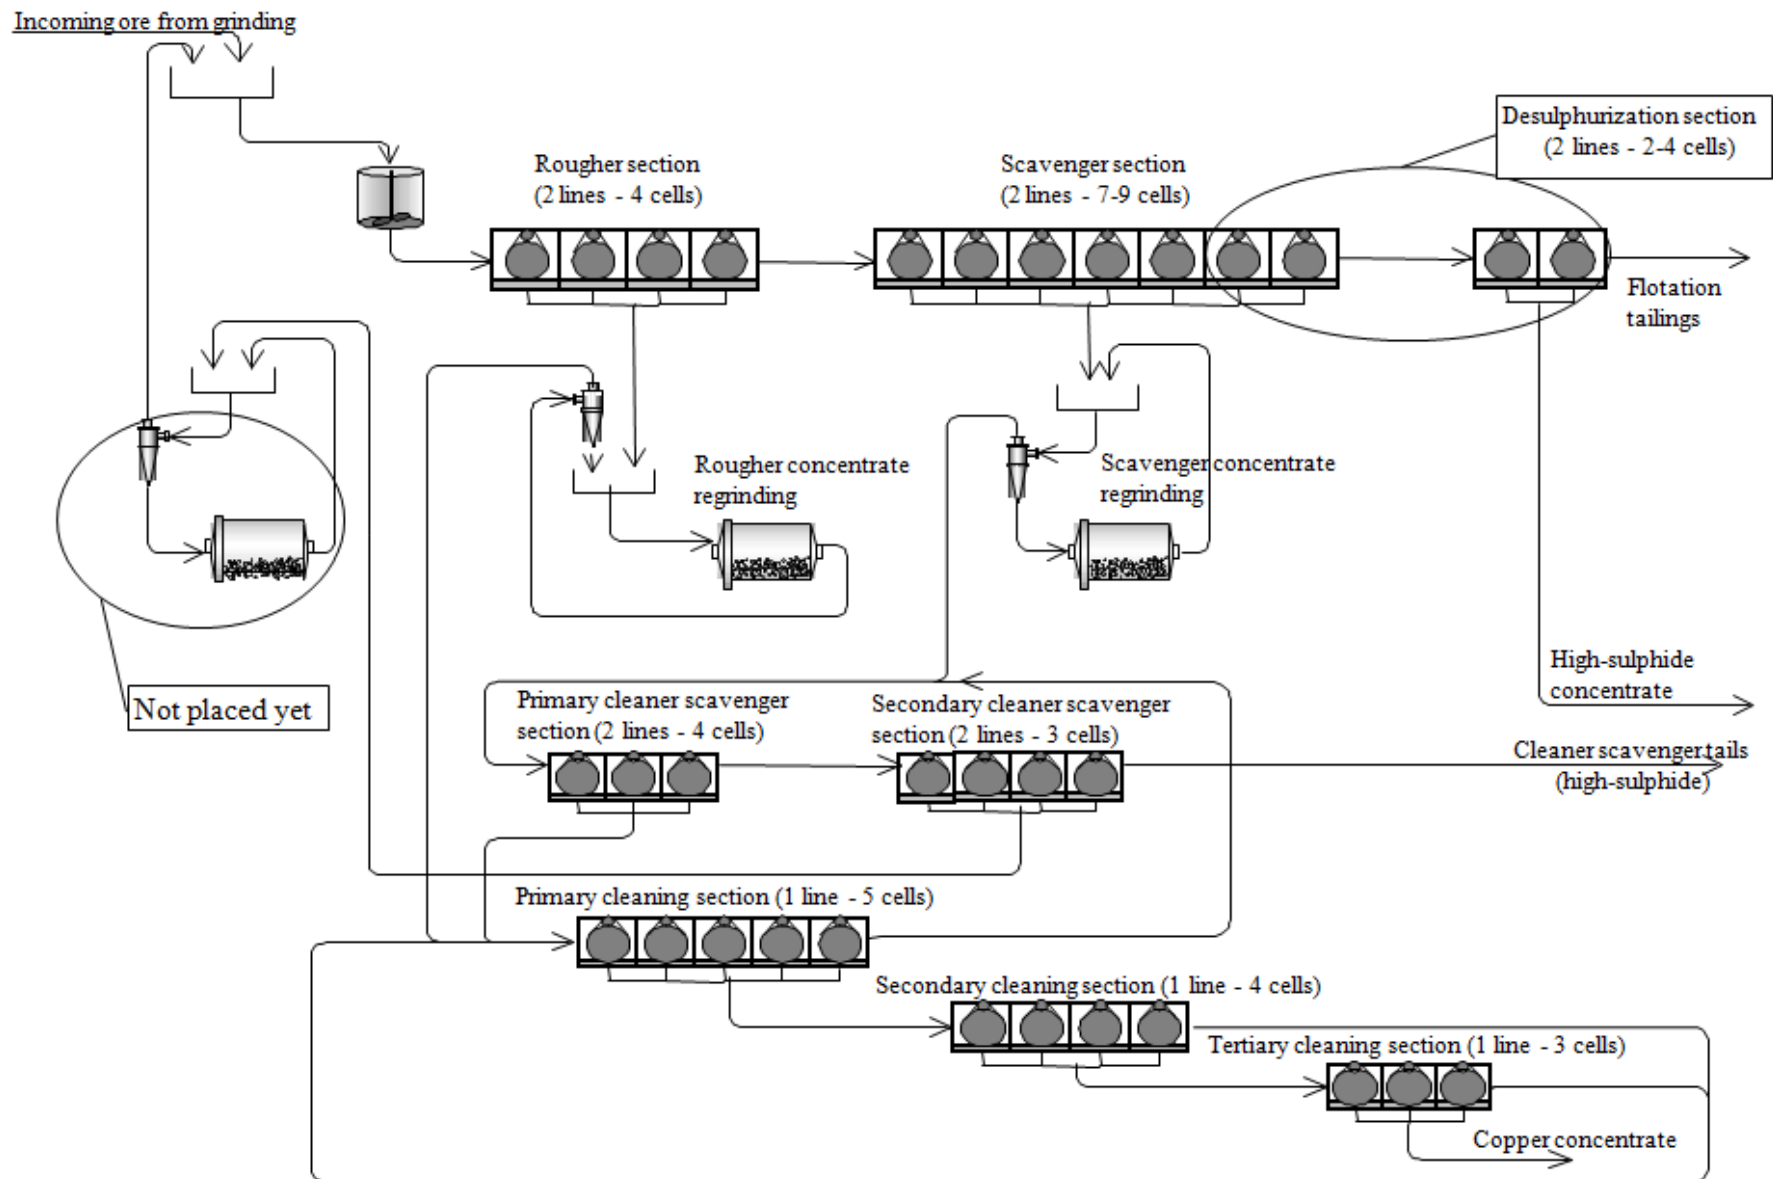 Incoming ore from grinding
Desulphurization section
(2 lines - 2-4 cells)
Rougher section
(2 lines - 4 cells)
Scavenger section
(2 lines - 7-9 cells)
Flotation
tailings
Rougher concentrate
regrinding
Scavenger concentrate
regrinding
High-sulphide
concentrate
Not placed yet
Primary cleaner scavenger
section (2 lines - 4 cells)
Secondary cleaner scavenger
section (2 lines - 3 cells)
Cleaner scavenger tails
(high-sulphide)
Primary cleaning section (1 line - 5 cells)
Secondary cleaning section (1 line - 4 cells)
Tertiary cleaning section (1 line - 3 cells)
Copper concentrate